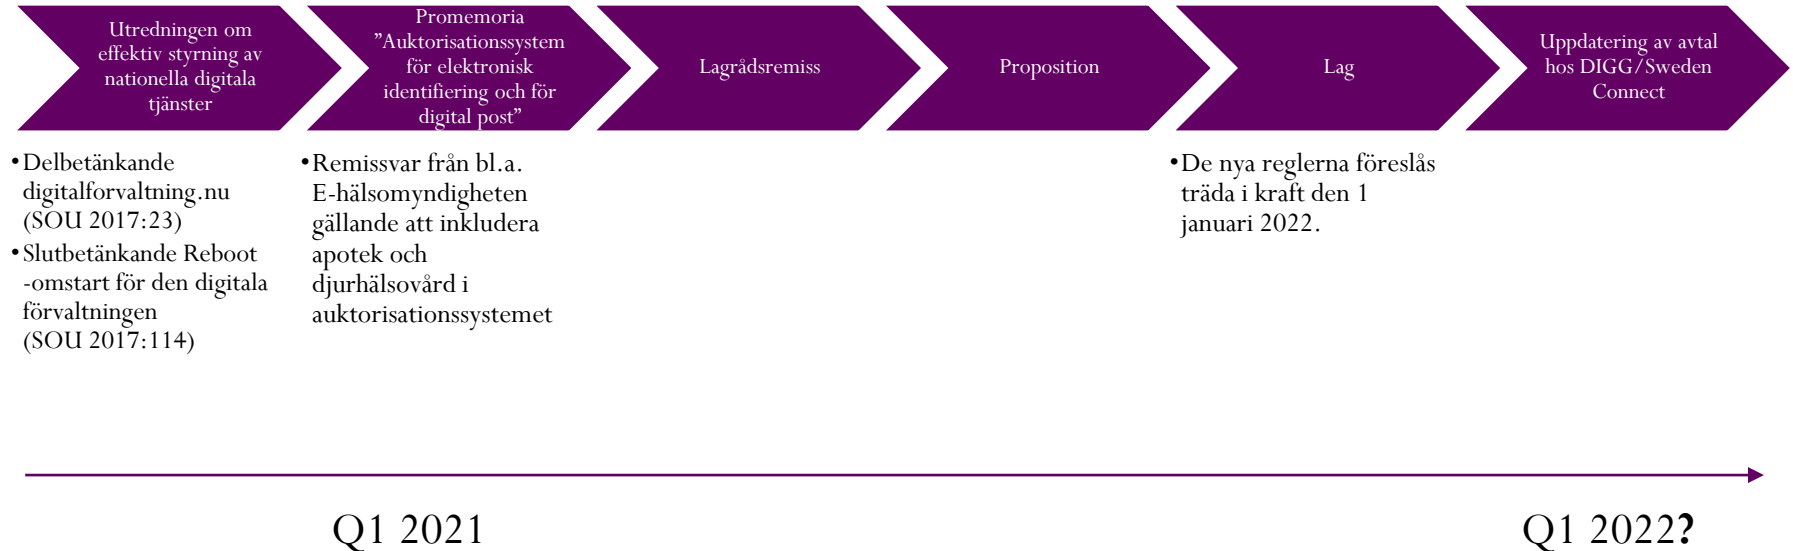 Utredningen om
effektiv styrning av
nationella digitala
tjänster
Promemoria
”Auktorisationssystem
för elektronisk
identifiering och för
digital post”
Lagrådsremiss
Proposition
Lag
Uppdatering av avtal
hos DIGG/Sweden
Connect
•Delbetänkande
digitalforvaltning.nu
(SOU 2017:23)
•Slutbetänkande Reboot
-omstart för den digitala
förvaltningen
(SOU 2017:114)
•Remissvar från bl.a.
E-hälsomyndigheten
gällande att inkludera
apotek och
djurhälsovård i
auktorisationssystemet
•De nya reglerna föreslås
träda i kraft den 1
januari 2022.
Q1 2021
Q1 2022?